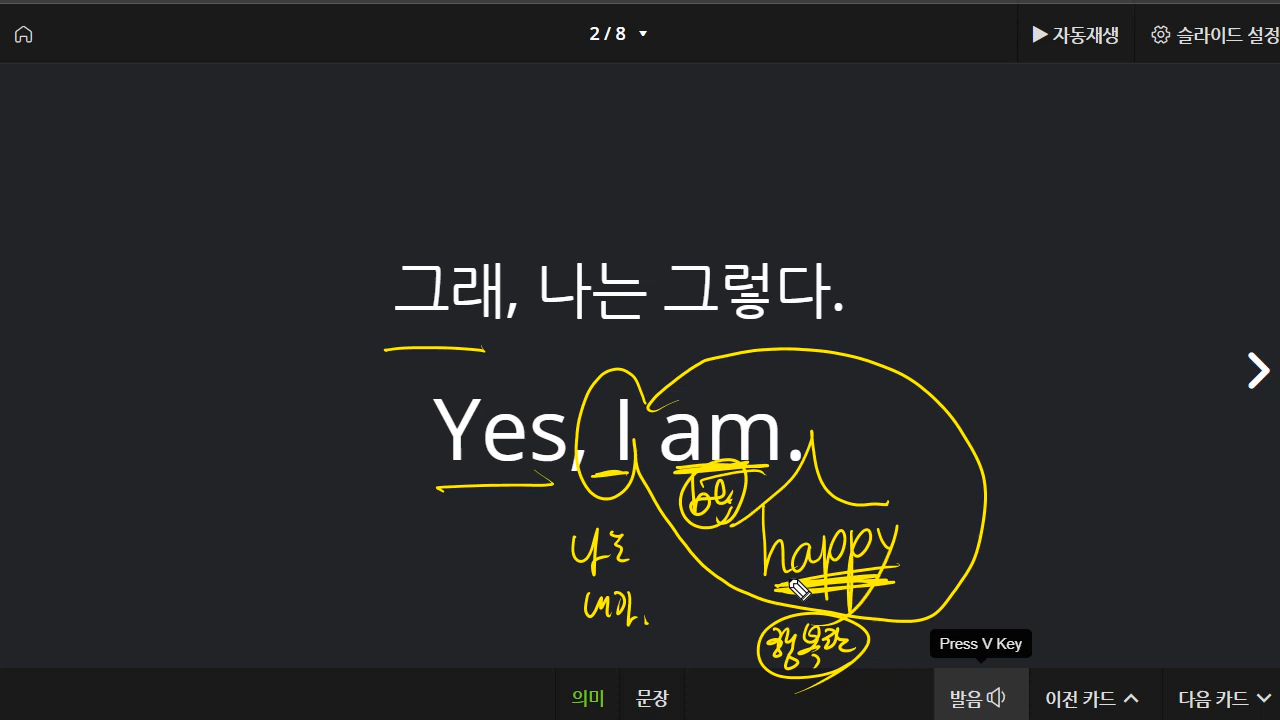 2 / 8
자동재생
슬라이드 설정
그래, 나는 그렇다.
Yes, I am.
be
나는
happy
행복한
Press V Key
의미
문장
발음
이전 카드
다음 카드